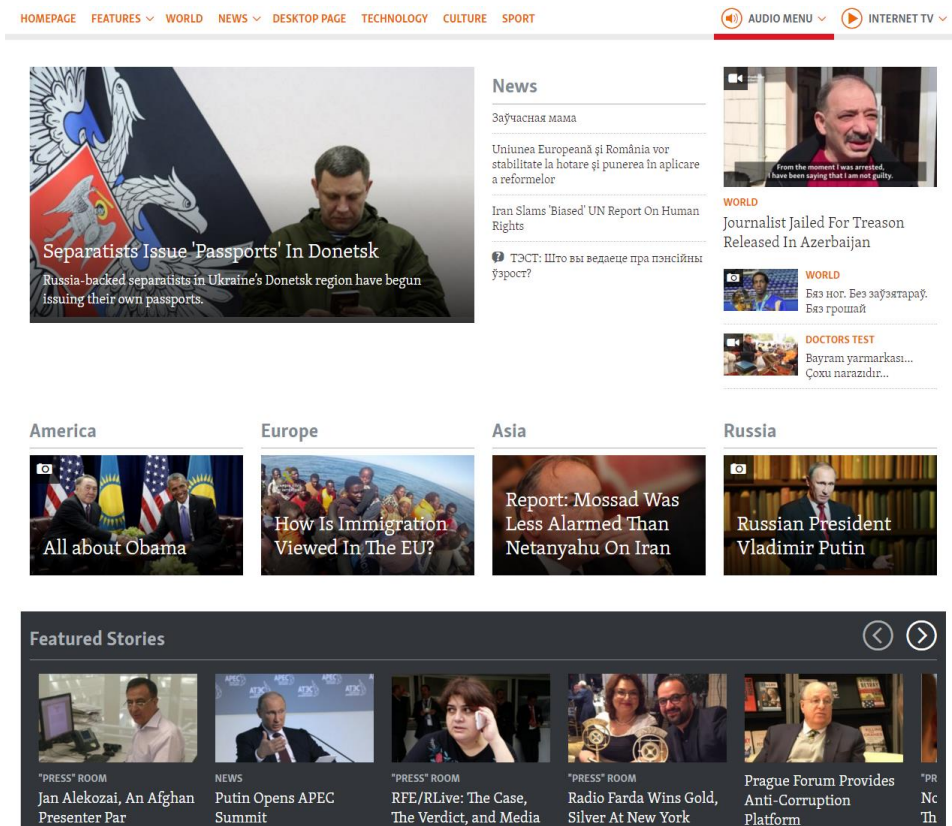 HOMEPAGE FEATURES WORLD NEWS DESKTOP PAGE TECHNOLOGY CULTURE SPORT AUDIO MENU INTERNET TV
Separatists Issue 'Passports' In Donetsk
Russia-backed separatists in Ukraine's Donetsk region have begun
issuing their own passports.
News
Заўчасная мама
Uniunea Europeană și România vor
stabilitate la hotare și punerea în aplicare
a reformelor
Iran Slams 'Biased' UN Report On Human
Rights
ТЭСТ: Што вы ведаеце пра пэнсійны
ўзрост?
From the moment I was arrested,
I have been saying that I am not guilty.
WORLD
Journalist Jailed For Treason
Released In Azerbaijan
WORLD
Бяз ног. Без заўзятараў.
Бяз грошай
DOCTORS TEST
Bayram yarmarkası...
Çoxu narazıdır...
America
All about Obama
Europe
How Is Immigration
Viewed In The EU?
Asia
Report: Mossad Was
Less Alarmed Than
Netanyahu On Iran
Russia
Russian President
Vladimir Putin
Featured Stories
"PRESS" ROOM
Jan Alekozai, An Afghan
Presenter Par
NEWS
Putin Opens APEC
Summit
"PRESS" ROOM
RFE/RLive: The Case,
The Verdict, and Media
"PRESS" ROOM
Radio Farda Wins Gold,
Silver At New York
Prague Forum Provides
Anti-Corruption
Platform
"PR
No
Th